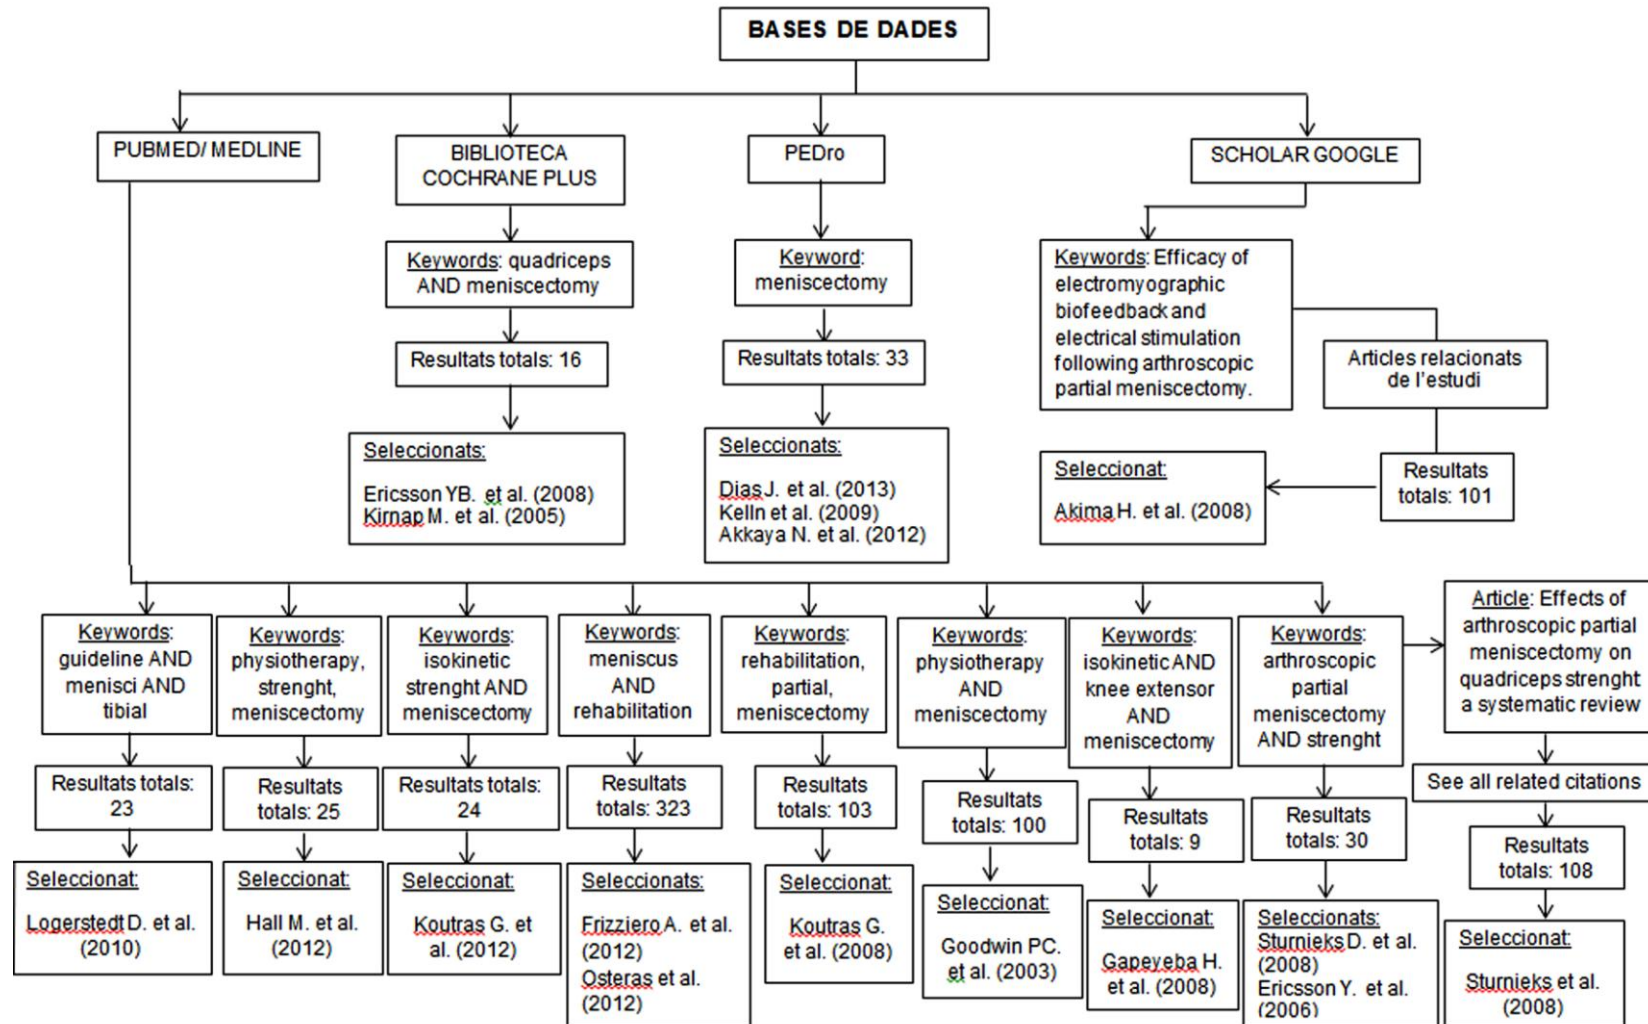 BASES DE DADES
PUBMED/ MEDLINE
BIBLIOTECA
COCHRANE PLUS
PEDro
SCHOLAR GOOGLE
Keywords: quadriceps
AND meniscectomy
Keyword:
meniscectomy
Keywords: Efficacy of
electromyographic
biofeedback and
electrical stimulation
following arthroscopic
partial meniscectomy.
Resultats totals: 16
Resultats totals: 33
Articles relacionats
de l'estudi
Seleccionats:
Ericsson YB. et al. (2008)
Kirnap M. et al. (2005)
Seleccionats:
Dias J. et al. (2013)
Kelln et al. (2009)
Akkaya N. et al. (2012)
Seleccionat:
Akima H. et al. (2008)
Resultats
totals: 101
Keywords:
guideline AND
menisci AND
tibial
Keywords:
physiotherapy,
strenght,
meniscectomy
Keywords:
isokinetic
strenght AND
meniscectomy
Keywords:
meniscus
AND
rehabilitation
Keywords:
rehabilitation,
partial,
meniscectomy
Keywords:
physiotherapy
AND
meniscectomy
Keywords:
isokinetic AND
knee extensor
AND
meniscectomy
Keywords:
arthroscopic
partial
meniscectomy
AND strenght
Article: Effects of
arthroscopic partial
meniscectomy on
quadriceps strenght
a systematic review
Resultats totals:
23
Resultats
totals: 25
Resultats totals:
24
Resultats
totals: 323
Resultats
totals: 103
Resultats
totals: 100
Resultats
totals: 9
Resultats
totals: 30
See all related citations
Resultats
totals: 108
Seleccionat:
Logerstedt D. et al.
(2010)
Seleccionat:
Hall M. et al.
(2012)
Seleccionat:
Koutras G. et
al. (2012)
Seleccionats:
Frizziero A. et al.
(2012)
Osteras et al.
(2012)
Seleccionat:
Koutras G.
et al. (2008)
Seleccionat:
Goodwin PC.
et al. (2003)
Seleccionat:
Gapeyeba H.
et al. (2008)
Seleccionats:
Sturnieks D. et al.
(2008)
Ericsson Y. et al.
(2006)
Seleccionat:
Sturnieks et al.
(2008)